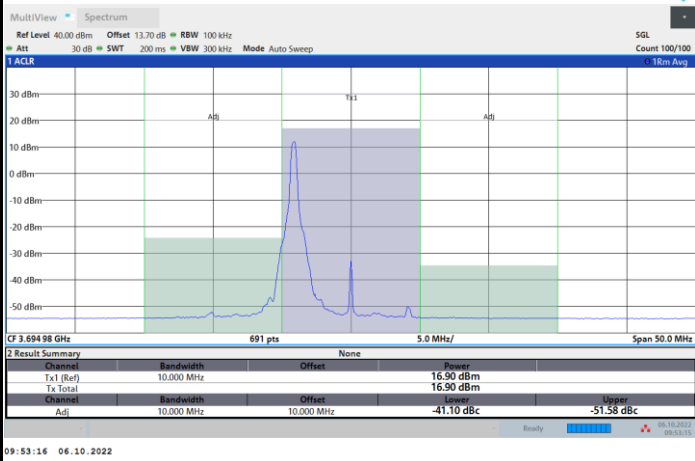 MultiView Spectrum
Ref Level 40.00 dBm Offset 13.70 dB RBW 100 kHz SGL
Att 30 dB SWT 200 ms VBW 300 kHz Mode Auto Sweep Count 100/100
1 ACLR 1Rm Avg
30 dBm
Tx1
20 dBm Adj Adj
10 dBm
0 dBm
-10 dBm
-20 dBm
-30 dBm
-40 dBm
-50 dBm
CF 3.694 98 GHz 691 pts 5.0 MHz/ Span 50.0 MHz
2 Result Summary None
Channel Bandwidth Offset Power
Tx1 (Ref) 10.000 MHz 16.90 dBm
Tx Total 16.90 dBm
Channel Bandwidth Offset Lower Upper
Adj 10.000 MHz 10.000 MHz -41.10 dBc -51.58 dBc
Ready 06.10.2022
09:53:15
09:53:16 06.10.2022